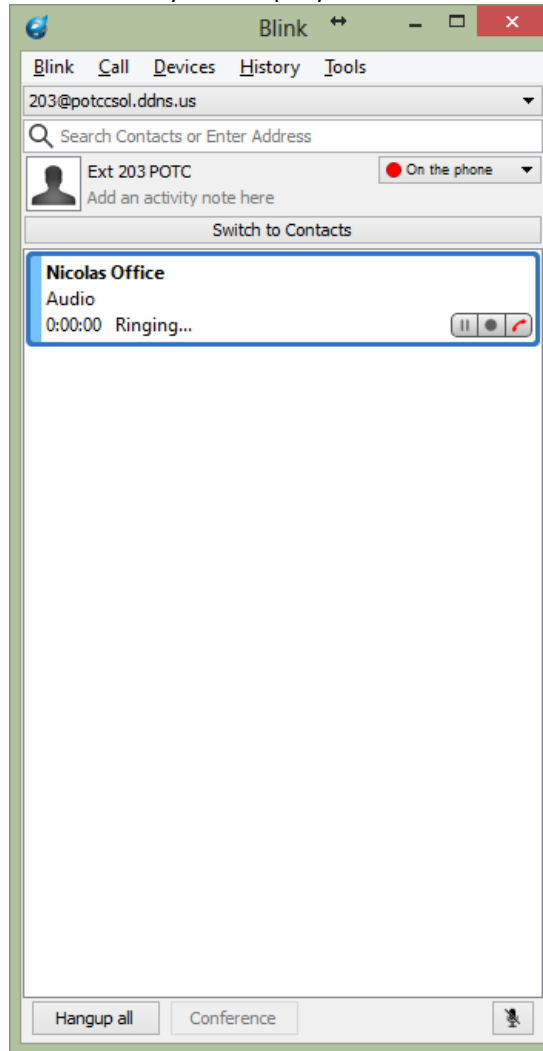 Blink
Blink Call Devices History Tools
203@potccsol.ddns.us
Search Contacts or Enter Address
Ext 203 POTC
On the phone
Add an activity note here
Switch to Contacts
Nicolas Office
Audio
0:00:00 Ringing...
Hangup all Conference